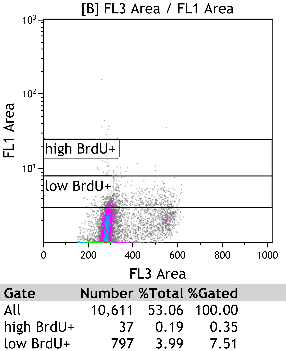 [B] FL3 Area / FL1 Area
10³
10²
10¹
FL1 Area
high BrdU+
low BrdU+
0 200 400 600 800 1000
FL3 Area
Gate Number %Total %Gated
All 10,611 53.06 100.00
high BrdU+ 37 0.19 0.35
low BrdU+ 797 3.99 7.51